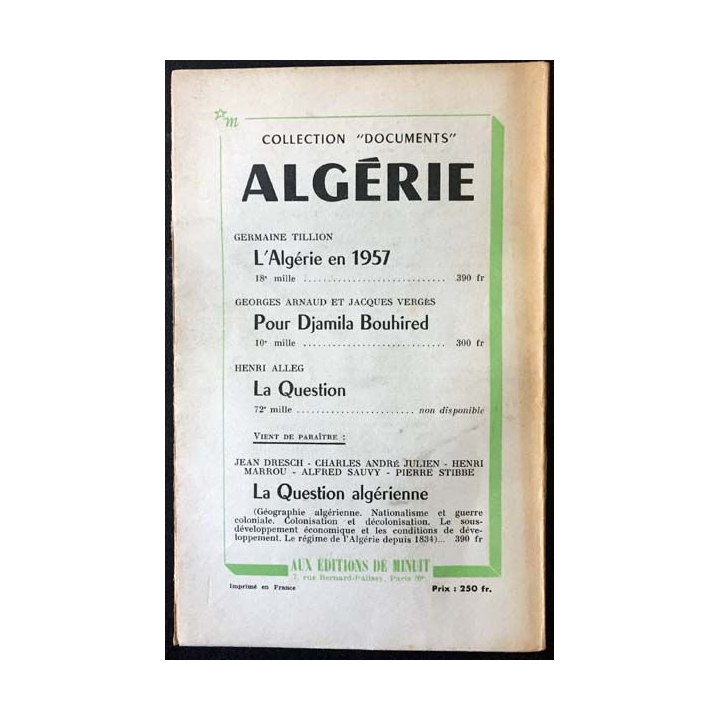 m
COLLECTION "DOCUMENTS"
ALGÉRIE
GERMAINE TILLION
L'Algérie en 1957
18e mille ............................ 390 fr
GEORGES ARNAUD ET JACQUES VERGÈS
Pour Djamila Bouhired
10e mille ............................ 300 fr
HENRI ALLEG
La Question
72e mille ........................ non disponible
VIENT DE PARAÎTRE :
JEAN DRESCH - CHARLES ANDRÉ JULIEN - HENRI
MARROU - ALFRED SAUVY - PIERRE STIBBE
La Question algérienne
(Géographie algérienne. Nationalisme et guerre
coloniale. Colonisation et décolonisation. Le sous-
développement économique et les conditions de déve-
loppement. Le régime de l'Algérie depuis 1834)... 390 fr
AUX ÉDITIONS DE MINUIT
7, rue Bernard-Palissy, Paris 6e
Imprimé en France
Prix : 250 fr.